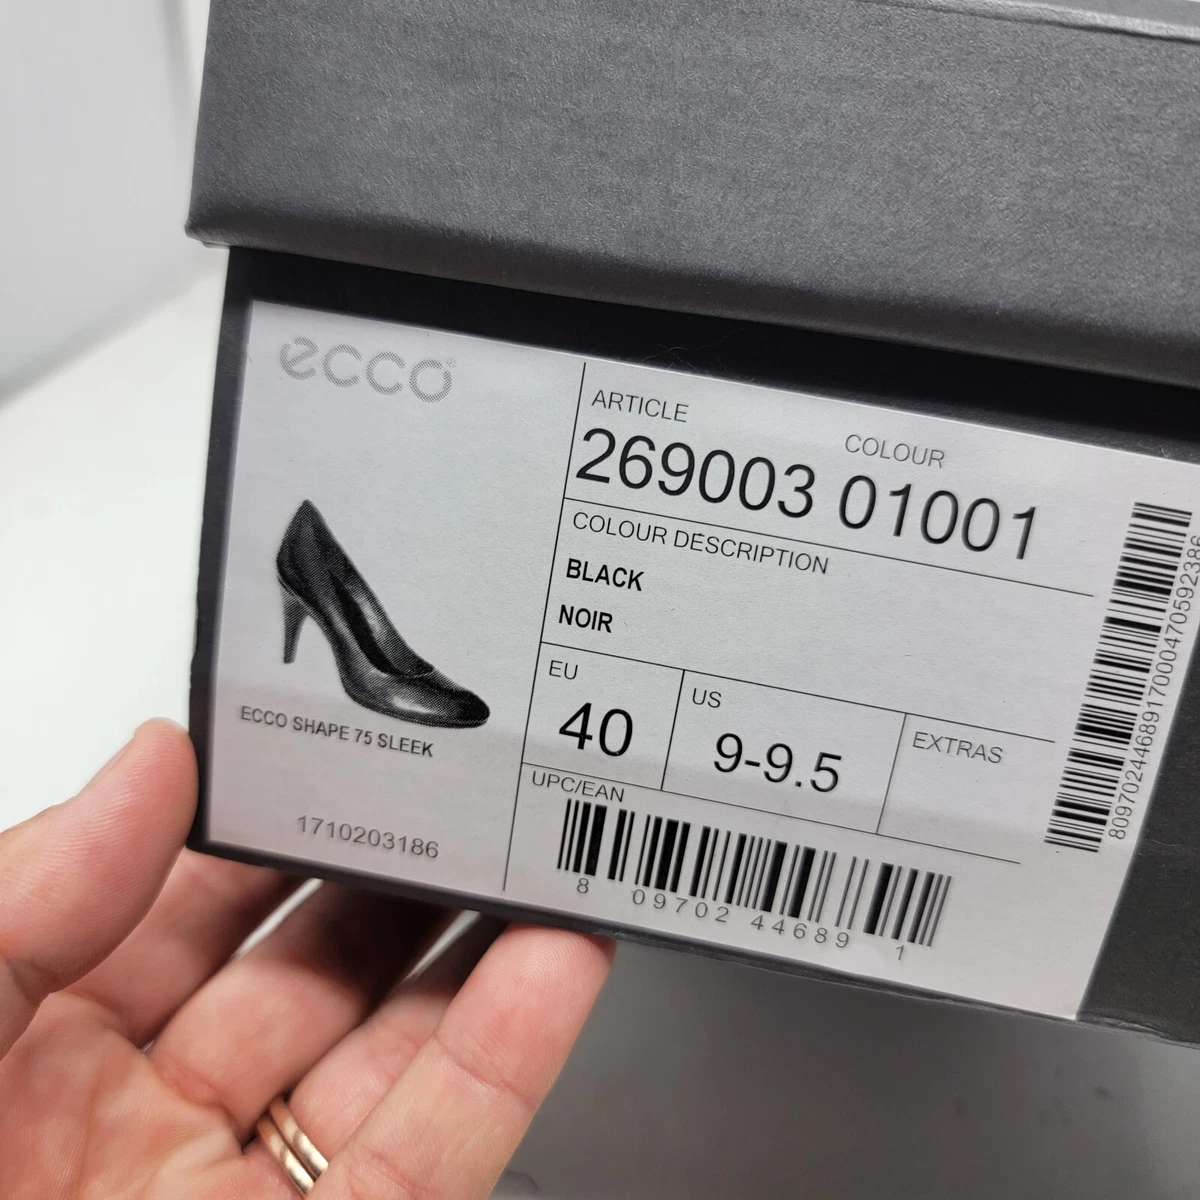 ecco®
ARTICLE
COLOUR
269003 01001
COLOUR DESCRIPTION
BLACK
NOIR
EU
40
US
9-9.5
EXTRAS
ECCO SHAPE 75 SLEEK
1710203186
UPC/EAN
8 09702 44689 1
8097024468917000470592386